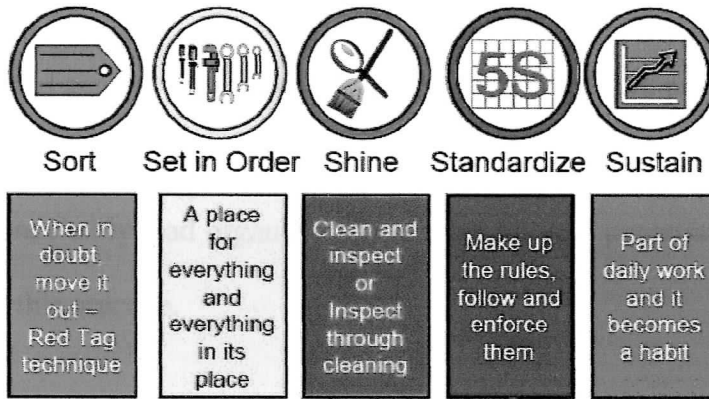 5S
Sort
Set in Order
Shine
Standardize
Sustain
When in
doubt,
move it
out –
Red Tag
technique
A place
for
everything
and
everything
in its
place
Clean and
inspect
or
Inspect
through
cleaning
Make up
the rules,
follow and
enforce
them
Part of
daily work
and it
becomes
a habit